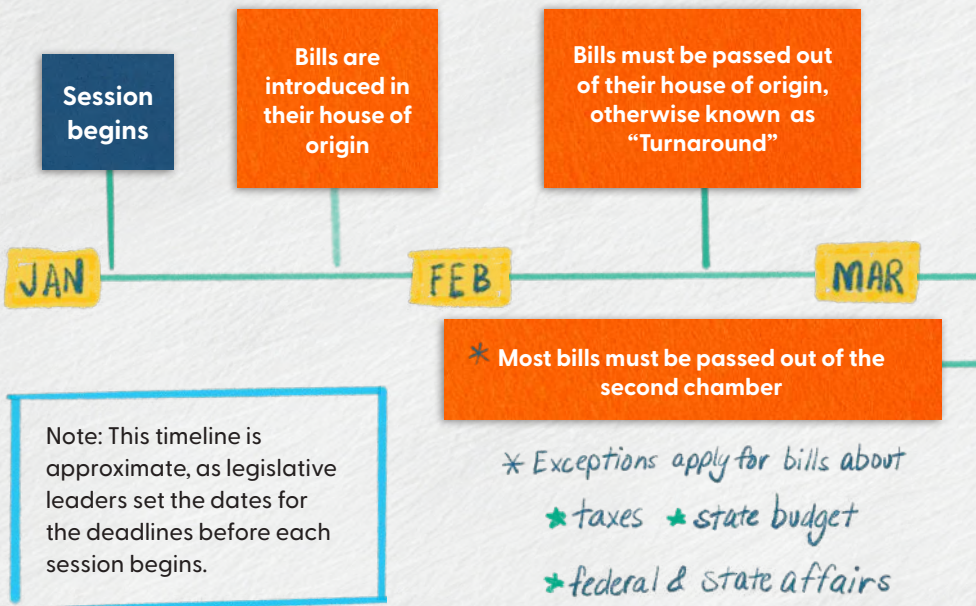 Session
begins
Bills are
introduced in
their house of
origin
Bills must be passed out
of their house of origin,
otherwise known as
“Turnaround”
JAN
FEB
MAR
* Most bills must be passed out of the
second chamber
Note: This timeline is
approximate, as legislative
leaders set the dates for
the deadlines before each
session begins.
* Exceptions apply for bills about
★ taxes ★ state budget
★ federal & state affairs